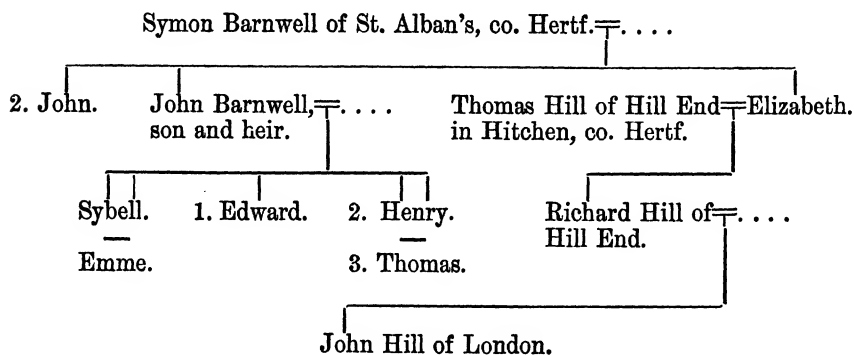 Symon Barnwell of St. Alban's, co. Hertf.=. . . .
2. John.
John Barnwell,=. . . .
son and heir.
Thomas Hill of Hill End=Elizabeth.
in Hitchen, co. Hertf.
Sybell.
Emme.
1. Edward.
2. Henry.
3. Thomas.
Richard Hill of=. . . .
Hill End.
John Hill of London.